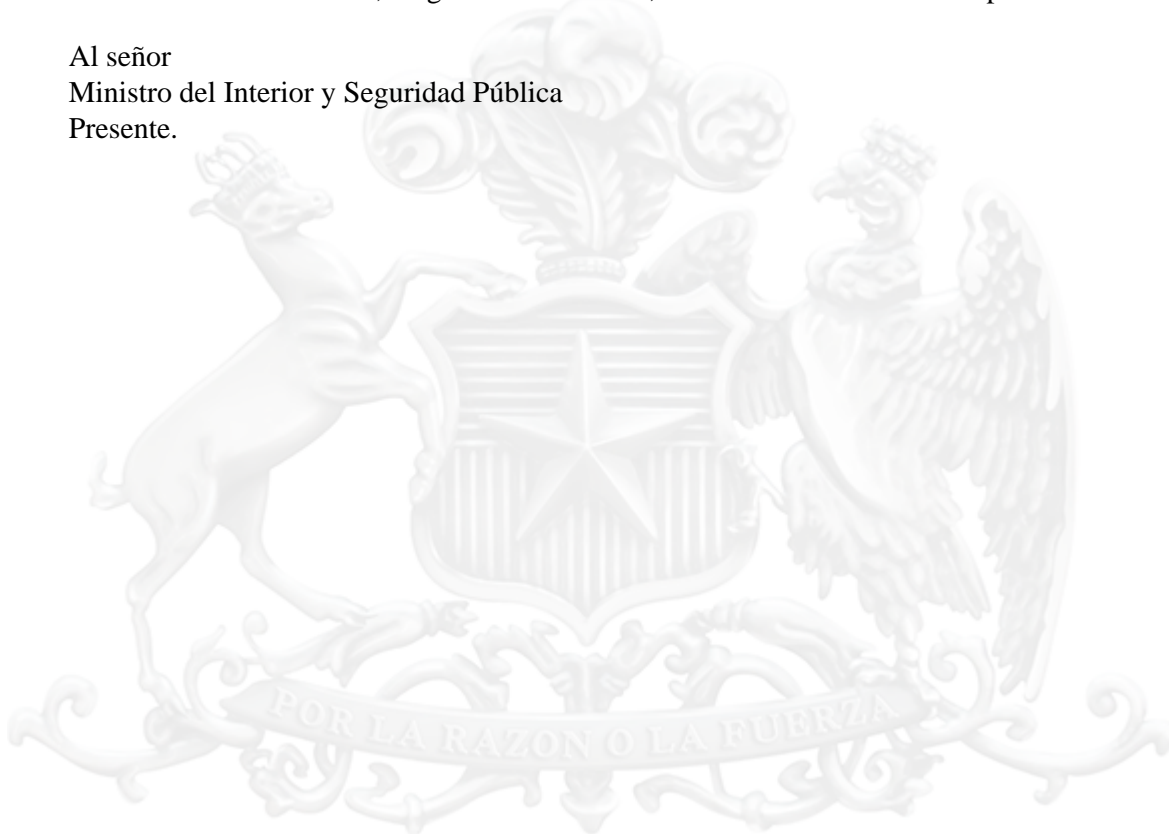 Al señor
Ministro del Interior y Seguridad Pública
Presente.
POR LA RAZON O LA FUERZA